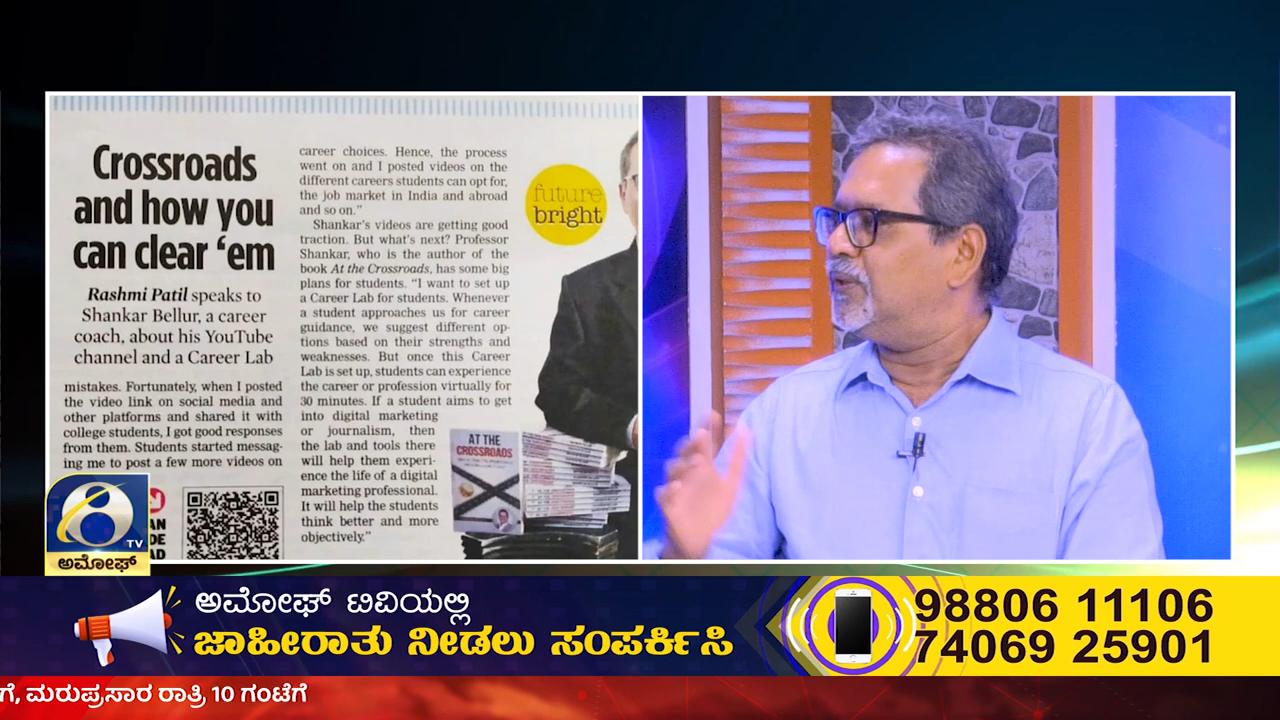 Crossroads
and how you
can clear ‘em
Rashmi Patil speaks to
Shankar Bellur, a career
coach, about his YouTube
channel and a Career Lab
mistakes. Fortunately, when I posted
the video link on social media and
other platforms and shared it with
college students, I got good responses
from them. Students started messag-
ing me to post a few more videos on
career choices. Hence, the process
went on and I posted videos on the
different careers students can opt for,
the job market in India and abroad
and so on.”
Shankar’s videos are getting good
traction. But what’s next? Professor
Shankar, who is the author of the
book At the Crossroads, has some big
plans for students. “I want to set up
a Career Lab for students. Whenever
a student approaches us for career
guidance, we suggest different op-
tions based on their strengths and
weaknesses. But once this Career
Lab is set up, students can experience
the career or profession virtually for
30 minutes. If a student aims to get
into digital marketing
or journalism, then
the lab and tools there
will help them experi-
ence the life of a digital
marketing professional.
It will help the students
think better and more
objectively.”
future
bright
AT THE
CROSSROADS
TV
ಅಮೋಘ್
ಅಮೋಘ್ ಟಿವಿಯಲ್ಲಿ
ಜಾಹೀರಾತು ನೀಡಲು ಸಂಪರ್ಕಿಸಿ
98806 11106
74069 25901
ಗೆ, ಮರುಪ್ರಸಾರ ರಾತ್ರಿ 10 ಗಂಟೆಗೆ